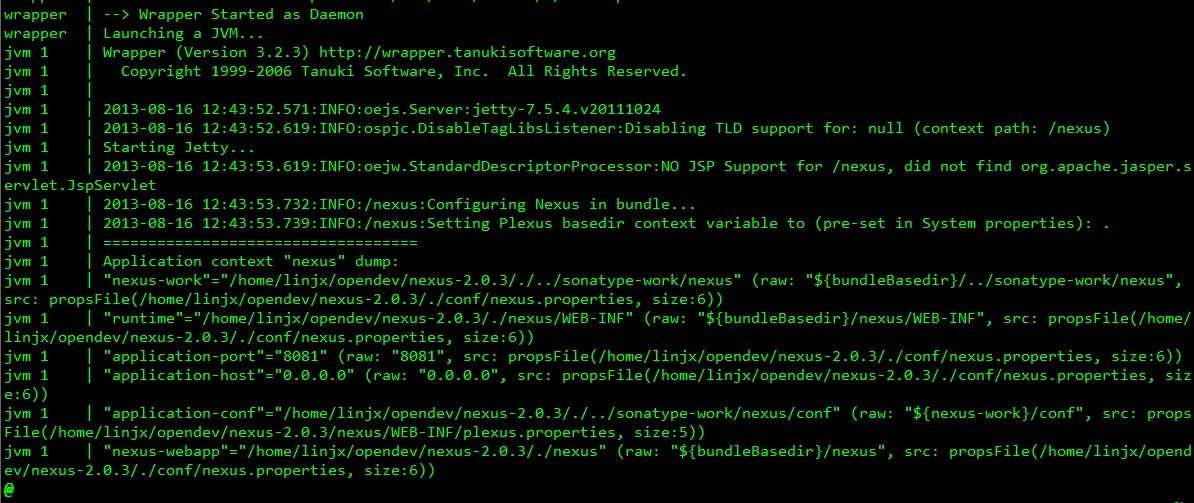 wrapper  | --> Wrapper Started as Daemon
wrapper  | Launching a JVM...
jvm 1    | Wrapper (Version 3.2.3) http://wrapper.tanukisoftware.org
jvm 1    |   Copyright 1999-2006 Tanuki Software, Inc.  All Rights Reserved.
jvm 1    |
jvm 1    | 2013-08-16 12:43:52.571:INFO:oejs.Server:jetty-7.5.4.v20111024
jvm 1    | 2013-08-16 12:43:52.619:INFO:ospjc.DisableTagLibsListener:Disabling TLD support for: null (context path: /nexus)
jvm 1    | Starting Jetty...
jvm 1    | 2013-08-16 12:43:53.619:INFO:oejw.StandardDescriptorProcessor:NO JSP Support for /nexus, did not find org.apache.jasper.s
ervlet.JspServlet
jvm 1    | 2013-08-16 12:43:53.732:INFO:/nexus:Configuring Nexus in bundle...
jvm 1    | 2013-08-16 12:43:53.739:INFO:/nexus:Setting Plexus basedir context variable to (pre-set in System properties): .
jvm 1    | ===================================
jvm 1    | Application context "nexus" dump:
jvm 1    | "nexus-work"="/home/linjx/opendev/nexus-2.0.3/./../sonatype-work/nexus" (raw: "${bundleBasedir}/../sonatype-work/nexus",
src: propsFile(/home/linjx/opendev/nexus-2.0.3/./conf/nexus.properties, size:6))
jvm 1    | "runtime"="/home/linjx/opendev/nexus-2.0.3/./nexus/WEB-INF" (raw: "${bundleBasedir}/nexus/WEB-INF", src: propsFile(/home/
linjx/opendev/nexus-2.0.3/./conf/nexus.properties, size:6))
jvm 1    | "application-port"="8081" (raw: "8081", src: propsFile(/home/linjx/opendev/nexus-2.0.3/./conf/nexus.properties, size:6))
jvm 1    | "application-host"="0.0.0.0" (raw: "0.0.0.0", src: propsFile(/home/linjx/opendev/nexus-2.0.3/./conf/nexus.properties, siz
e:6))
jvm 1    | "application-conf"="/home/linjx/opendev/nexus-2.0.3/./../sonatype-work/nexus/conf" (raw: "${nexus-work}/conf", src: props
File(/home/linjx/opendev/nexus-2.0.3/nexus/WEB-INF/plexus.properties, size:5))
jvm 1    | "nexus-webapp"="/home/linjx/opendev/nexus-2.0.3/./nexus" (raw: "${bundleBasedir}/nexus", src: propsFile(/home/linjx/opend
ev/nexus-2.0.3/./conf/nexus.properties, size:6))
@